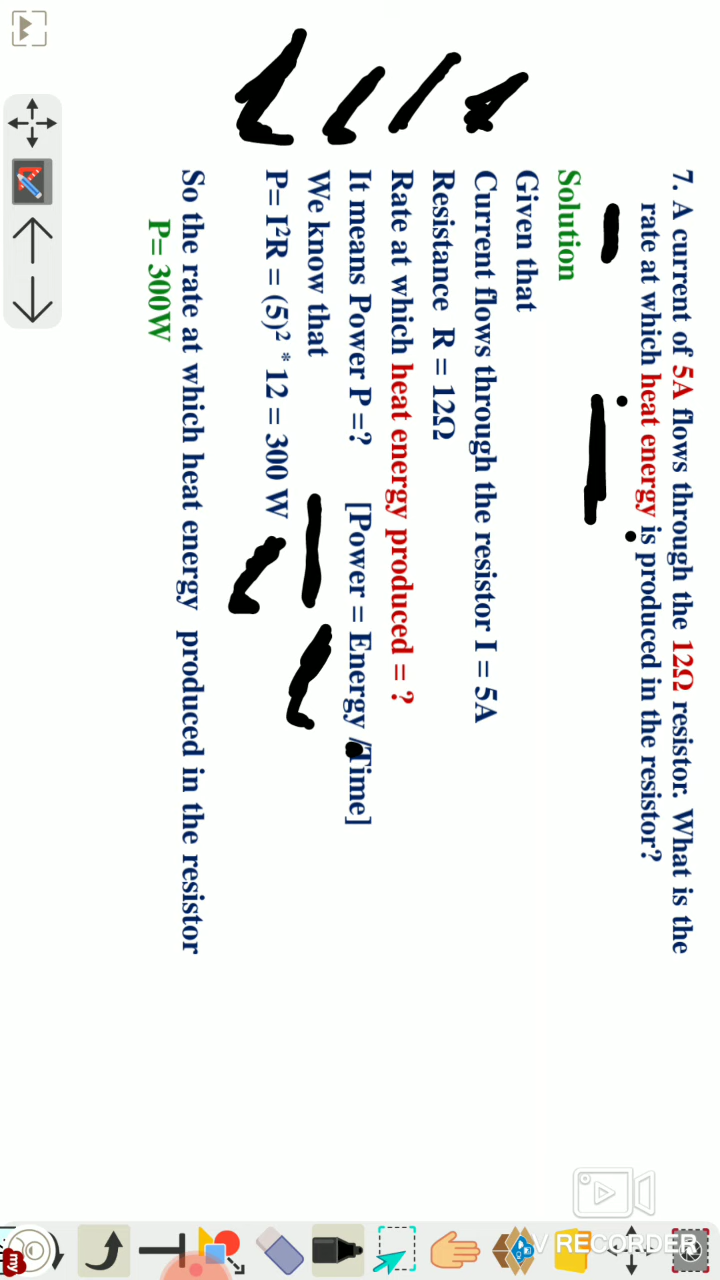 7. A current of 5A flows through the 12Ω resistor. What is the
rate at which heat energy is produced in the resistor?
Solution
Given that
Current flows through the resistor I = 5A
Resistance R = 12Ω
Rate at which heat energy produced = ?
It means Power P =? [Power = Energy /Time]
We know that
P= I²R = (5)² * 12 = 300 W
So the rate at which heat energy produced in the resistor
P= 300W
V RECORDER